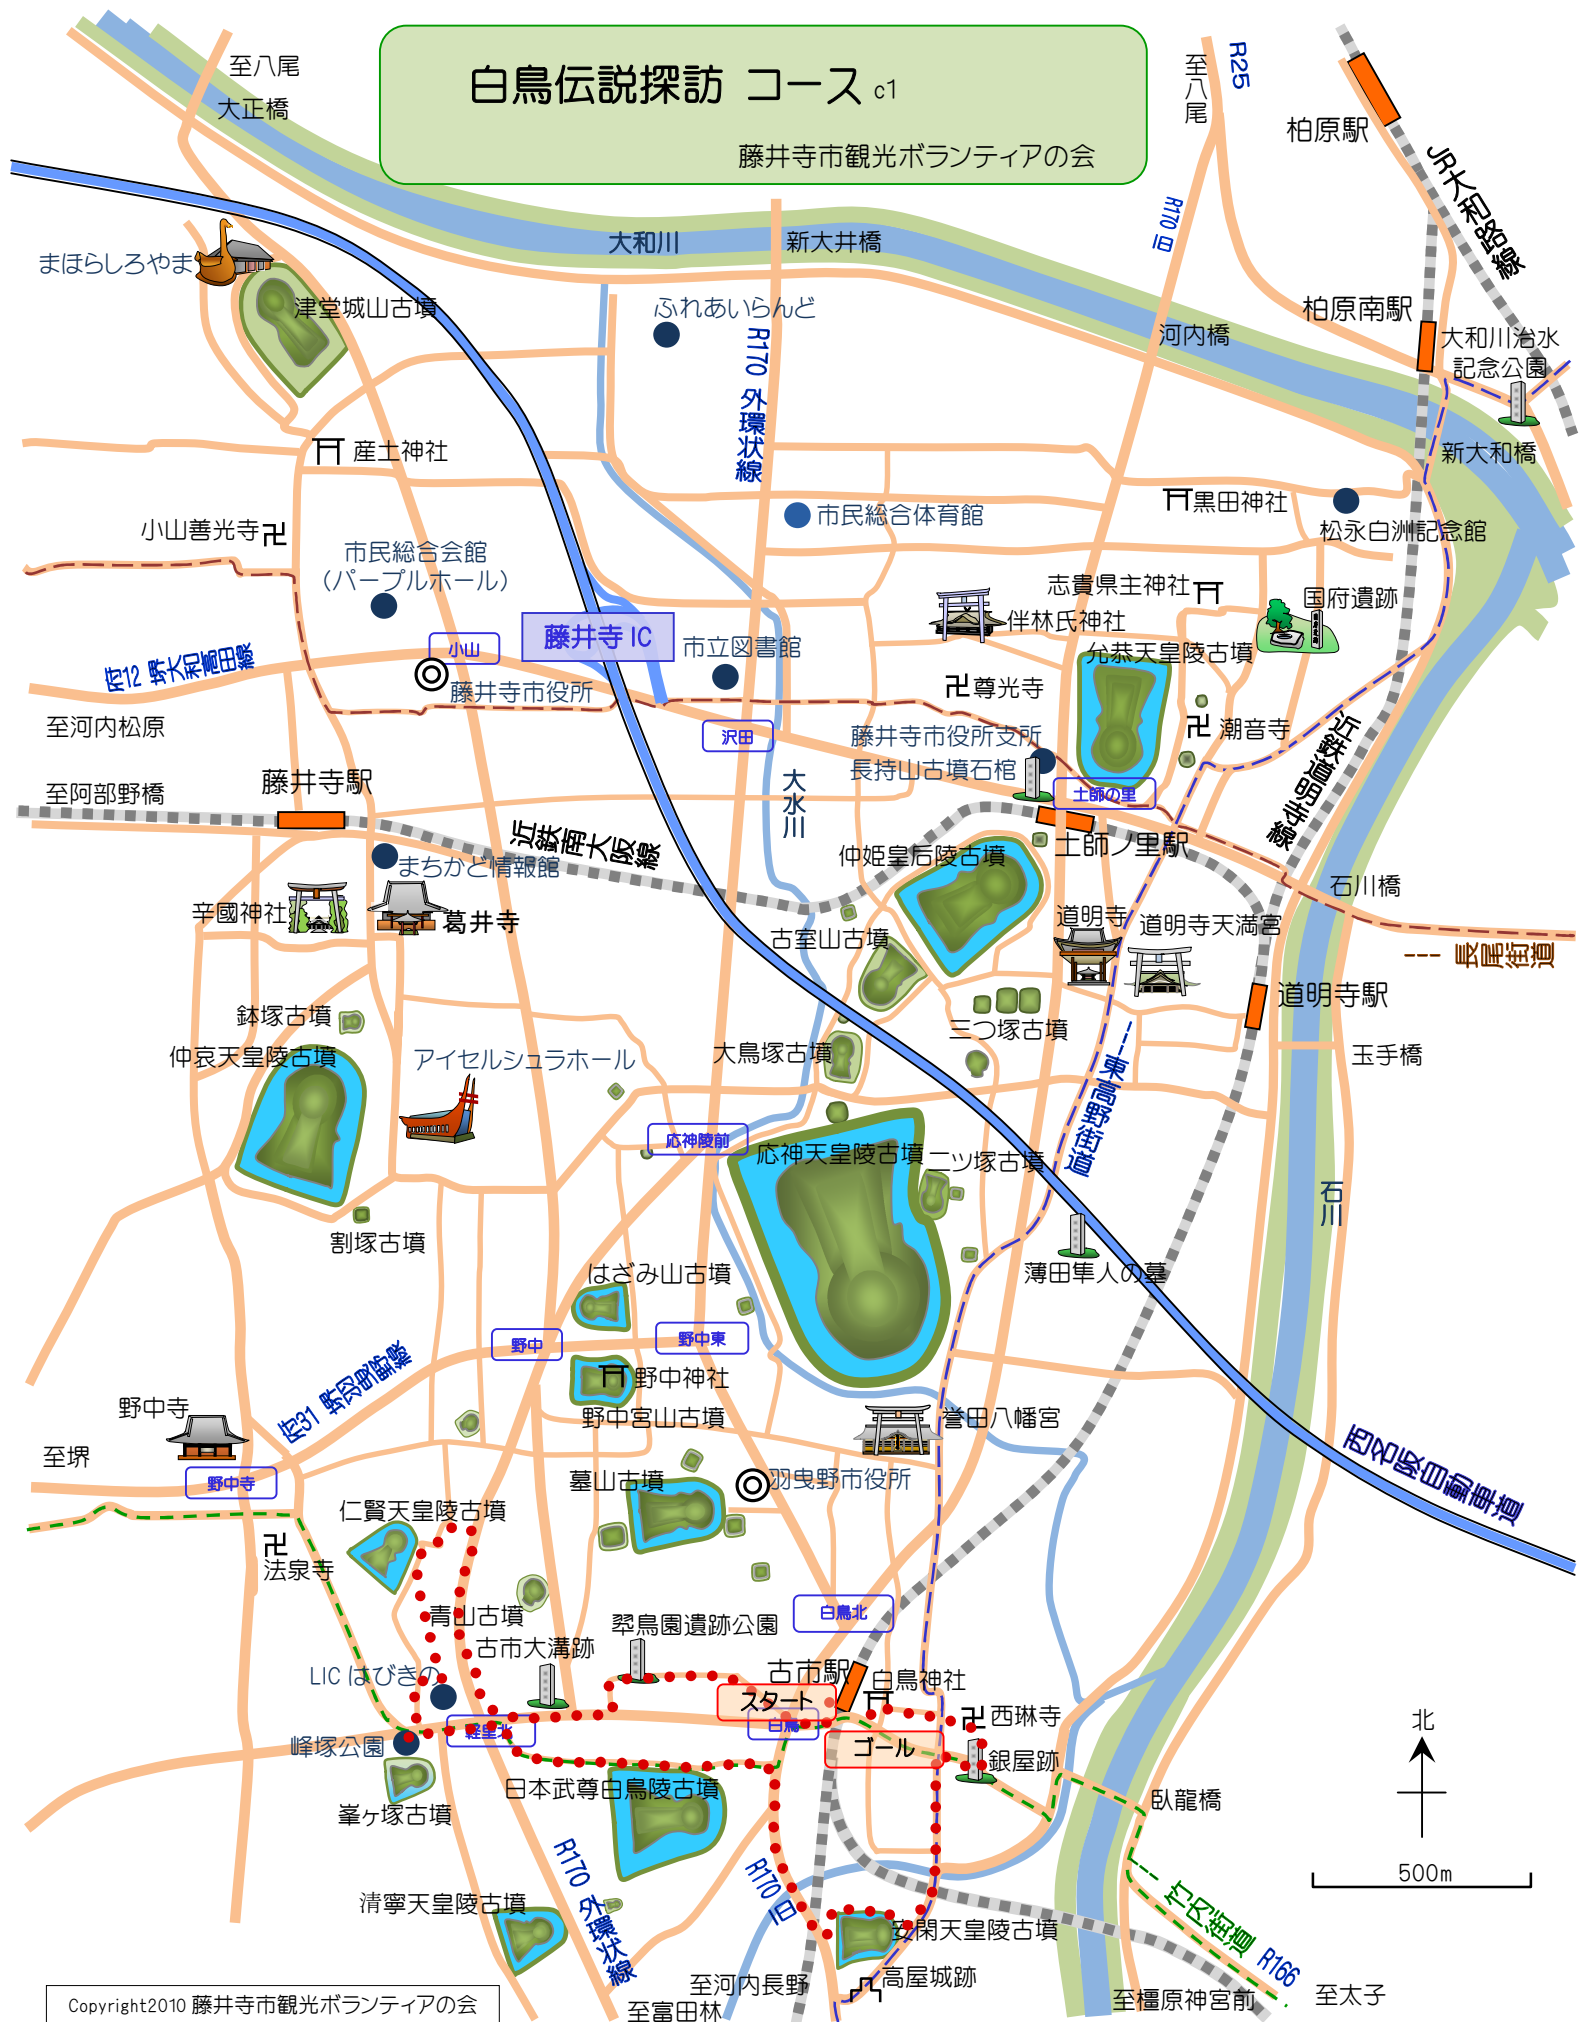 白鳥伝説探訪 コース c1
藤井寺市観光ボランティアの会
至八尾
大正橋
至八尾
R25
柏原駅
JR大和路線
R170 旧
大和川
新大井橋
まほらしろやま
津堂城山古墳
ふれあいらんど
R170 外環状線
河内橋
柏原南駅
大和川治水
記念公園
新大和橋
産土神社
小山善光寺
市民総合会館
(パープルホール)
市民総合体育館
黒田神社
松永白洲記念館
志貴県主神社
国府遺跡
伴林氏神社
允恭天皇陵古墳
小山
藤井寺 IC
市立図書館
府12 堺大和高田線
藤井寺市役所
尊光寺
潮音寺
至河内松原
沢田
藤井寺市役所支所
長持山古墳石棺
土師の里
近鉄道明寺線
至阿部野橋
藤井寺駅
大水川
近鉄南大阪線
土師ノ里駅
仲姫皇后陵古墳
まちかど情報館
石川橋
辛國神社
葛井寺
古室山古墳
道明寺
道明寺天満宮
長尾街道
鉢塚古墳
道明寺駅
三つ塚古墳
仲哀天皇陵古墳
アイセルシュラホール
大鳥塚古墳
玉手橋
東高野街道
応神陵前
応神天皇陵古墳
二ツ塚古墳
石川
割塚古墳
はざみ山古墳
薄田隼人の墓
野中
野中東
府31 堺羽曳野線
野中神社
野中寺
野中宮山古墳
誉田八幡宮
至堺
野中寺
墓山古墳
羽曳野市役所
西名阪自動車道
仁賢天皇陵古墳
法泉寺
青山古墳
翠鳥園遺跡公園
白鳥北
古市大溝跡
LIC はびきの
古市駅
白鳥神社
スタート
西琳寺
軽里北
白鳥
ゴール
峰塚公園
銀屋跡
北
日本武尊白鳥陵古墳
臥龍橋
峯ヶ塚古墳
R170 外環状線
R170 旧
500m
清寧天皇陵古墳
安閑天皇陵古墳
竹内街道 R166
高屋城跡
至河内長野
至富田林
至橿原神宮前
至太子
Copyright2010 藤井寺市観光ボランティアの会